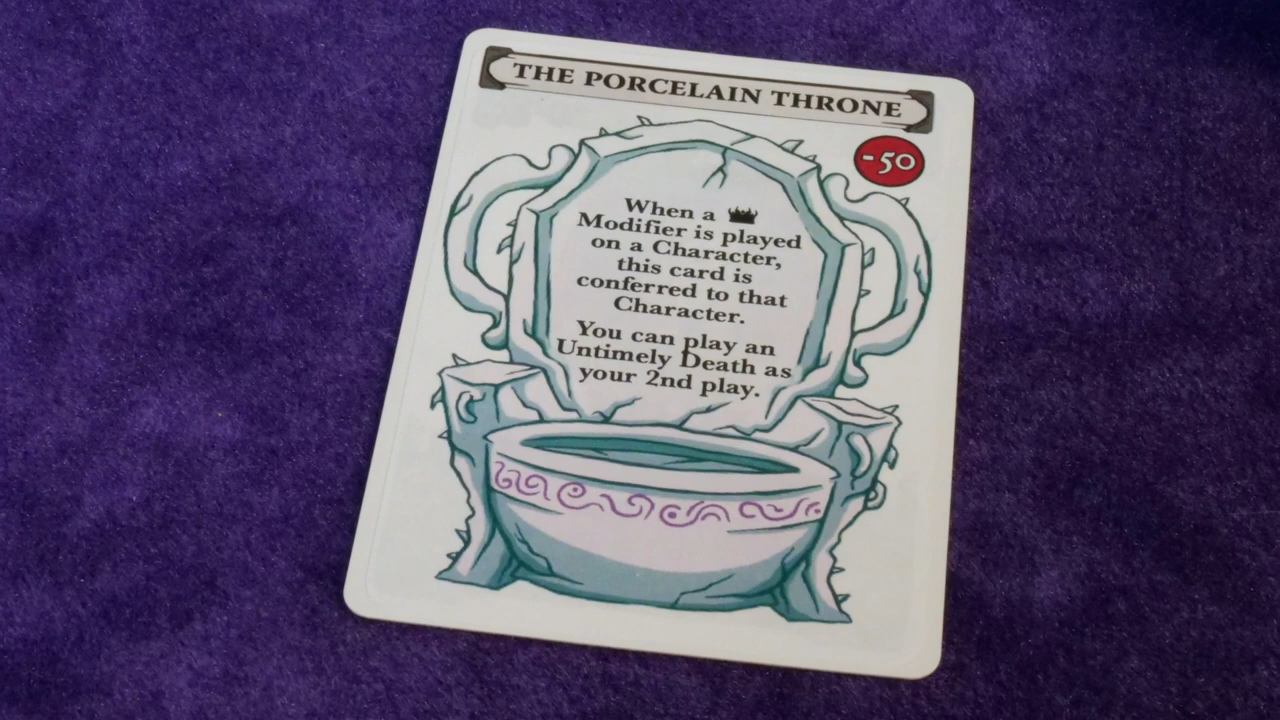 THE PORCELAIN THRONE
-50
When a
Modifier is played
on a Character,
this card is
conferred to that
Character.
You can play an
Untimely Death as
your 2nd play.